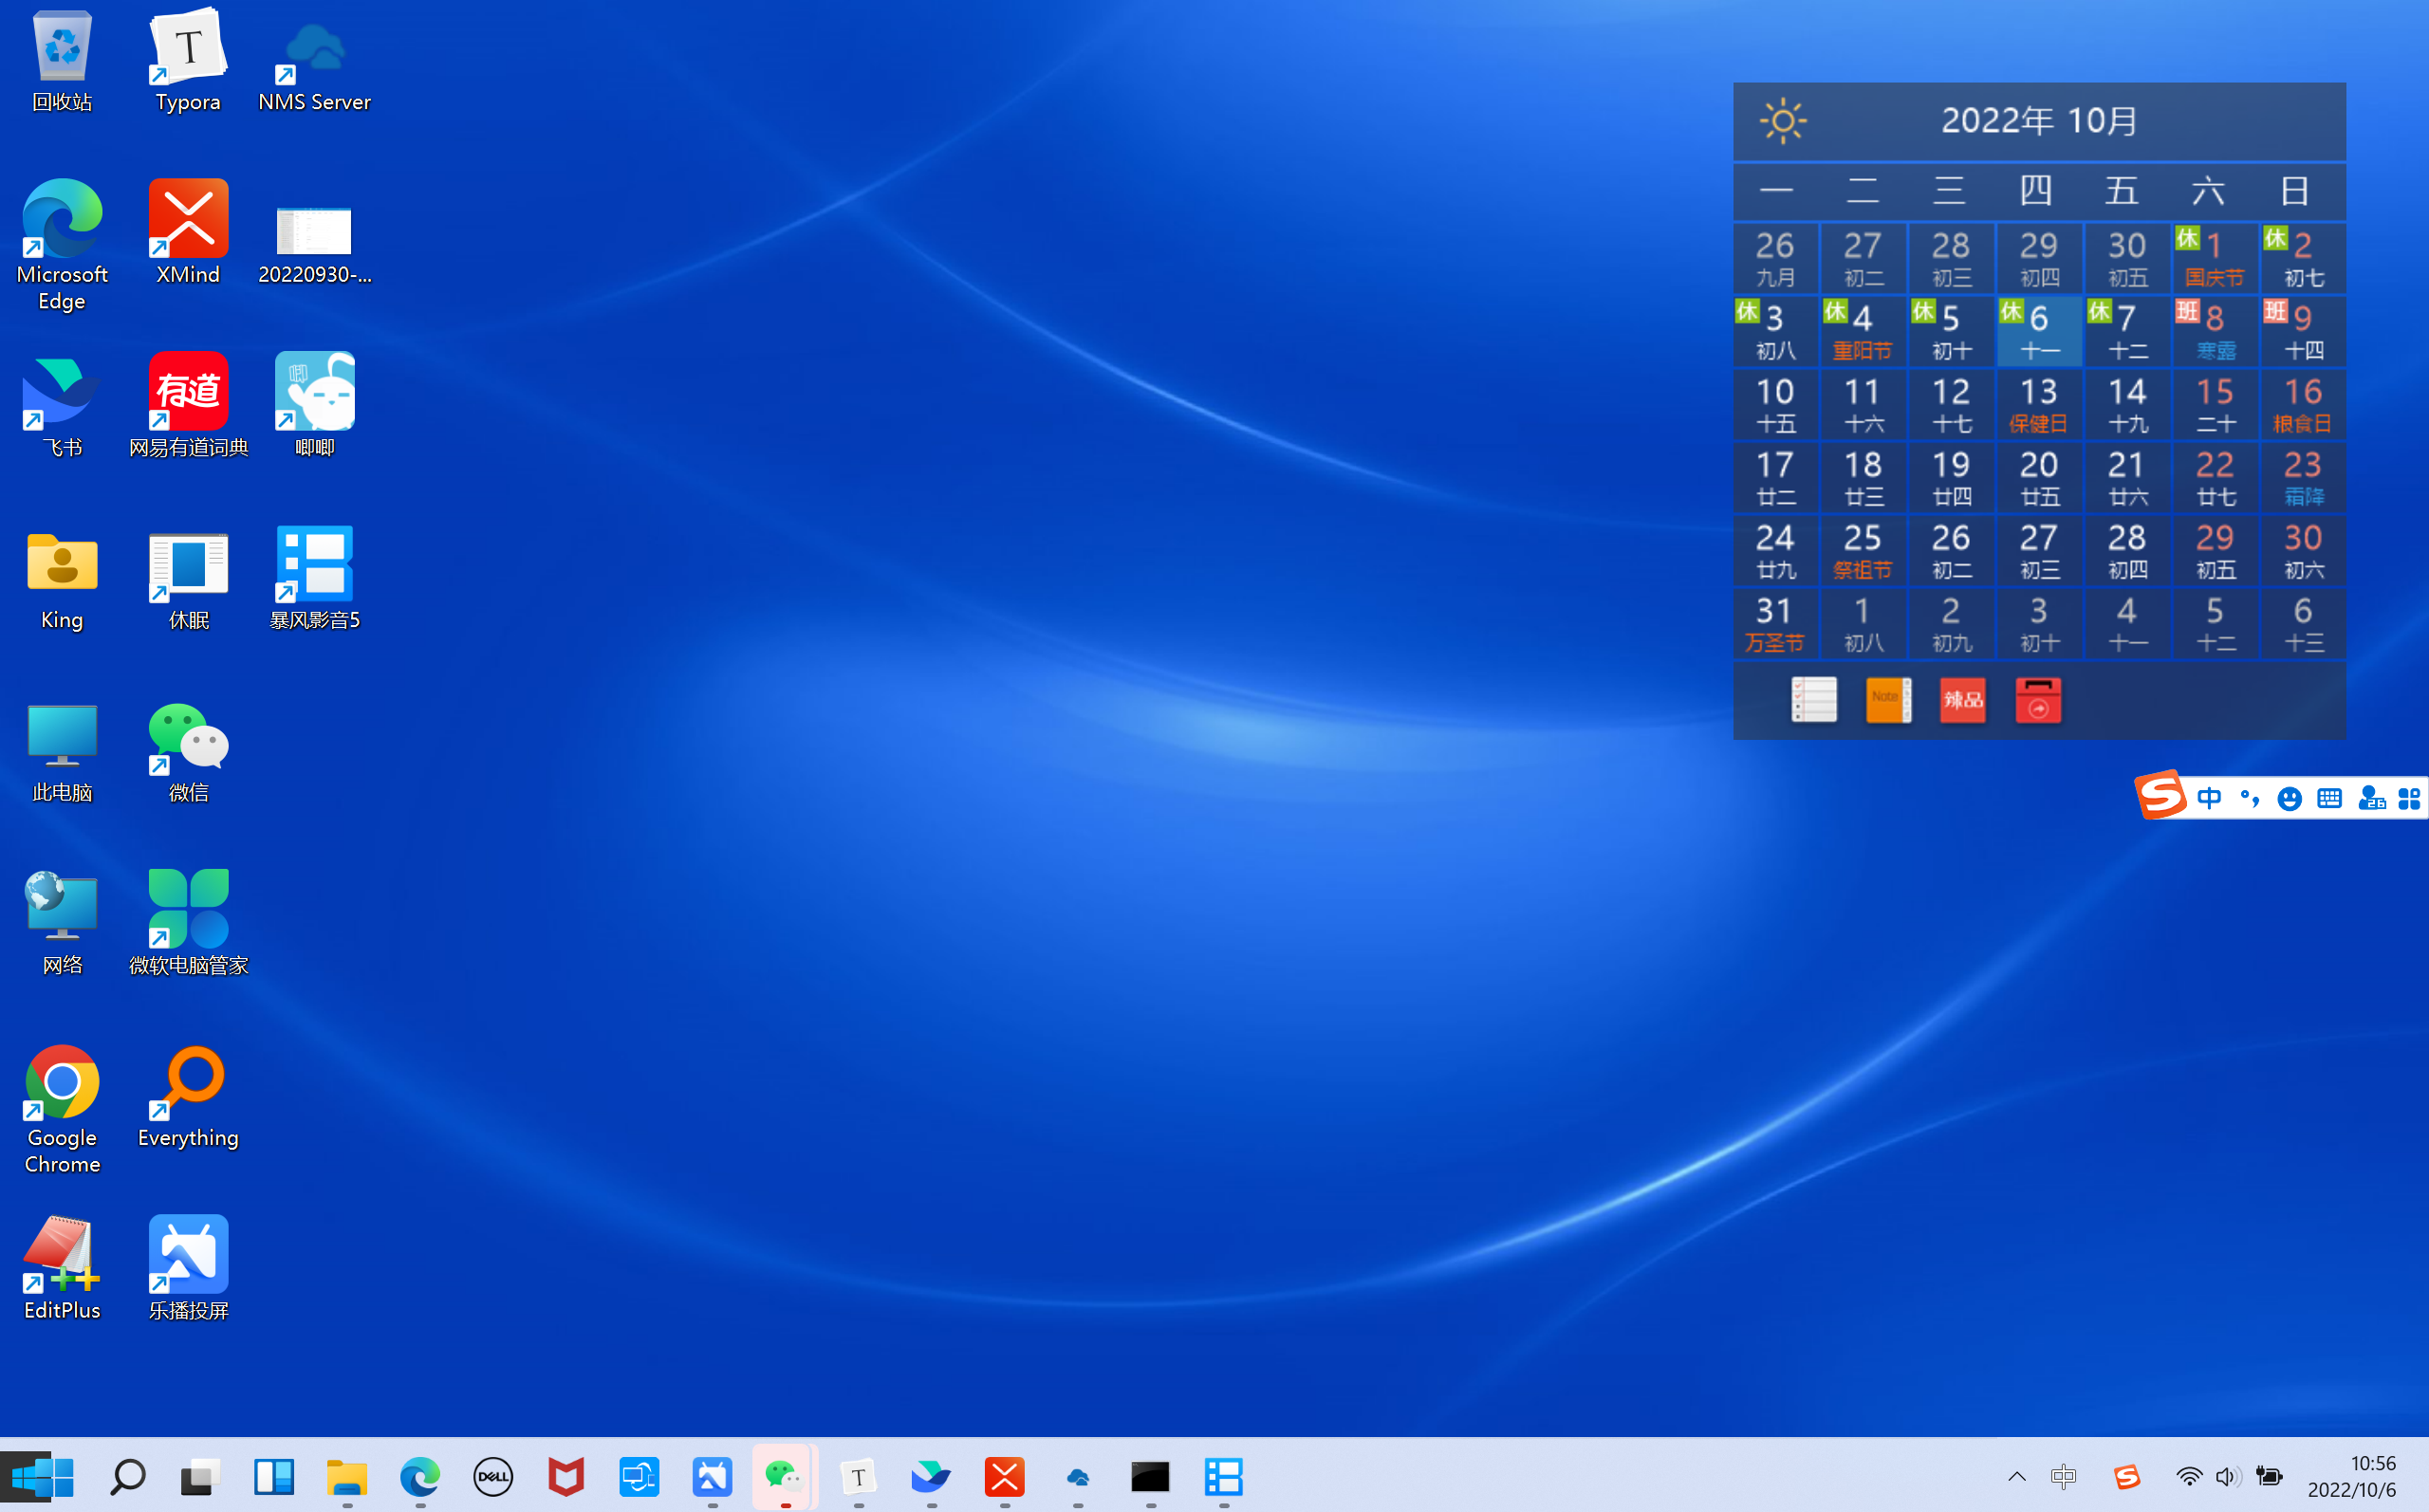 回收站
Typora
NMS Server
Microsoft
Edge
XMind
20220930-...
飞书
有道
网易有道词典
唧
唧唧
King
休眠
暴风影音5
此电脑
微信
网络
微软电脑管家
Google
Chrome
Everything
EditPlus
乐播投屏
2022年 10月
一 二 三 四 五 六 日
26 27 28 29 30 休 1 休 2
九月 初二 初三 初四 初五 国庆节 初七
休 3 休 4 休 5 休 6 休 7 班 8 班 9
初八 重阳节 初十 十一 十二 寒露 十四
10 11 12 13 14 15 16
十五 十六 十七 保健日 十九 二十 粮食日
17 18 19 20 21 22 23
廿二 廿三 廿四 廿五 廿六 廿七 霜降
24 25 26 27 28 29 30
廿九 祭祖节 初二 初三 初四 初五 初六
31 1 2 3 4 5 6
万圣节 初八 初九 初十 十一 十二 十三
Note 辣品
S 中 26
DELL T
中 S
10:56
2022/10/6